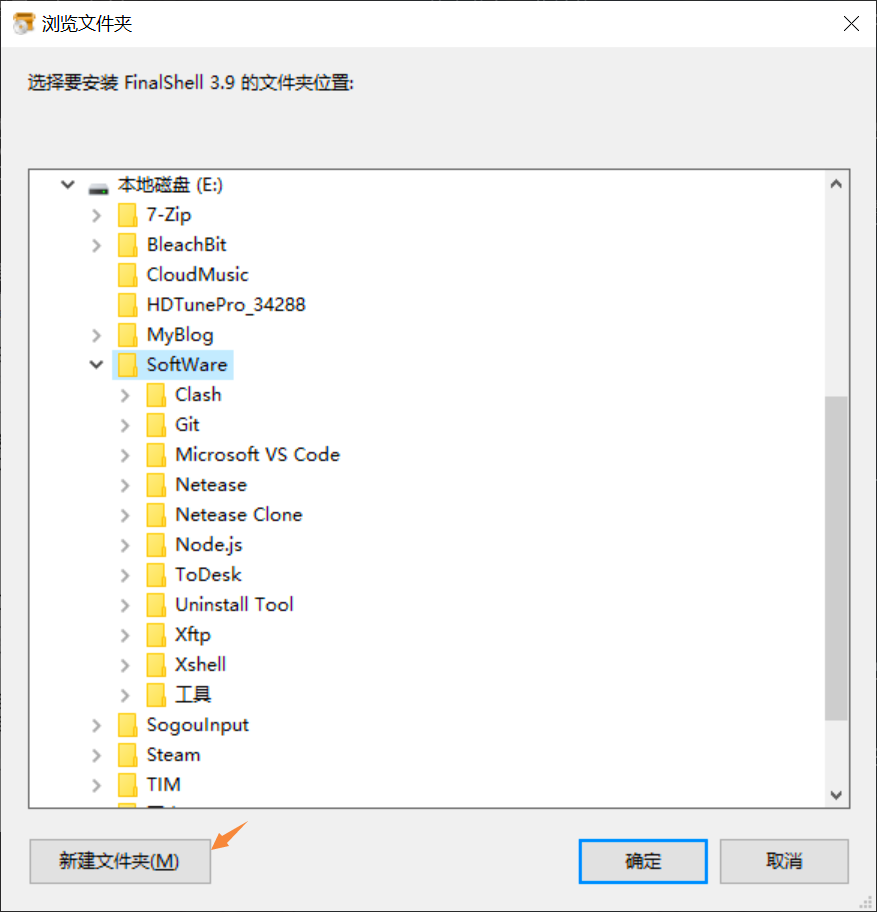 浏览文件夹
选择要安装 FinalShell 3.9 的文件夹位置:
本地磁盘 (E:)
7-Zip
BleachBit
CloudMusic
HDTunePro_34288
MyBlog
SoftWare
Clash
Git
Microsoft VS Code
Netease
Netease Clone
Node.js
ToDesk
Uninstall Tool
Xftp
Xshell
工具
SogouInput
Steam
TIM
新建文件夹(M) 确定 取消